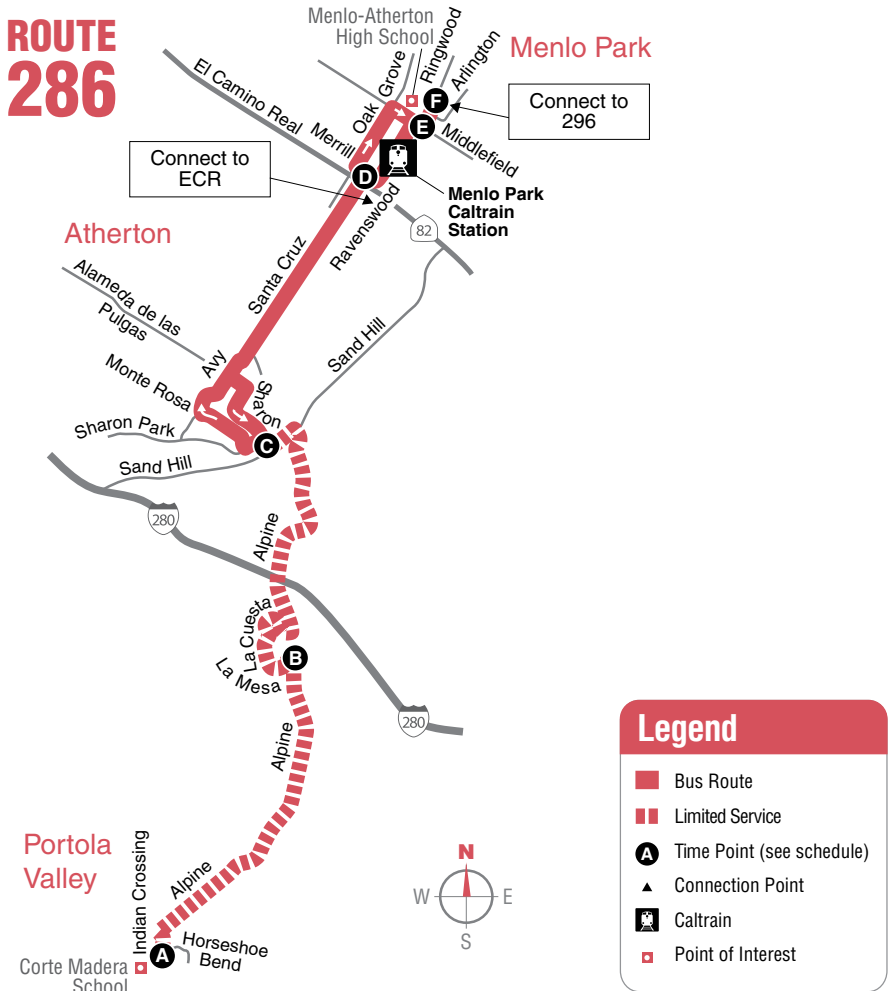 ROUTE
286
Menlo-Atherton
High School
Ringwood
Arlington
Menlo Park
El Camino Real
Oak Grove
F
Connect to
296
E
Merrill
Middlefield
Connect to
ECR
D
Menlo Park
Caltrain
Station
Ravenswood
82
Atherton
Santa Cruz
Alameda de las
Pulgas
Sand Hill
Avy
Monte Rosa
Sharon
Sharon Park
C
Sand Hill
280
Alpine
La Cuesta
B
La Mesa
280
Alpine
Legend
Bus Route
Limited Service
A Time Point (see schedule)
Connection Point
Caltrain
Point of Interest
Portola
Valley
Indian Crossing
Alpine
N
W
E
S
Horseshoe
Bend
A
Corte Madera
School